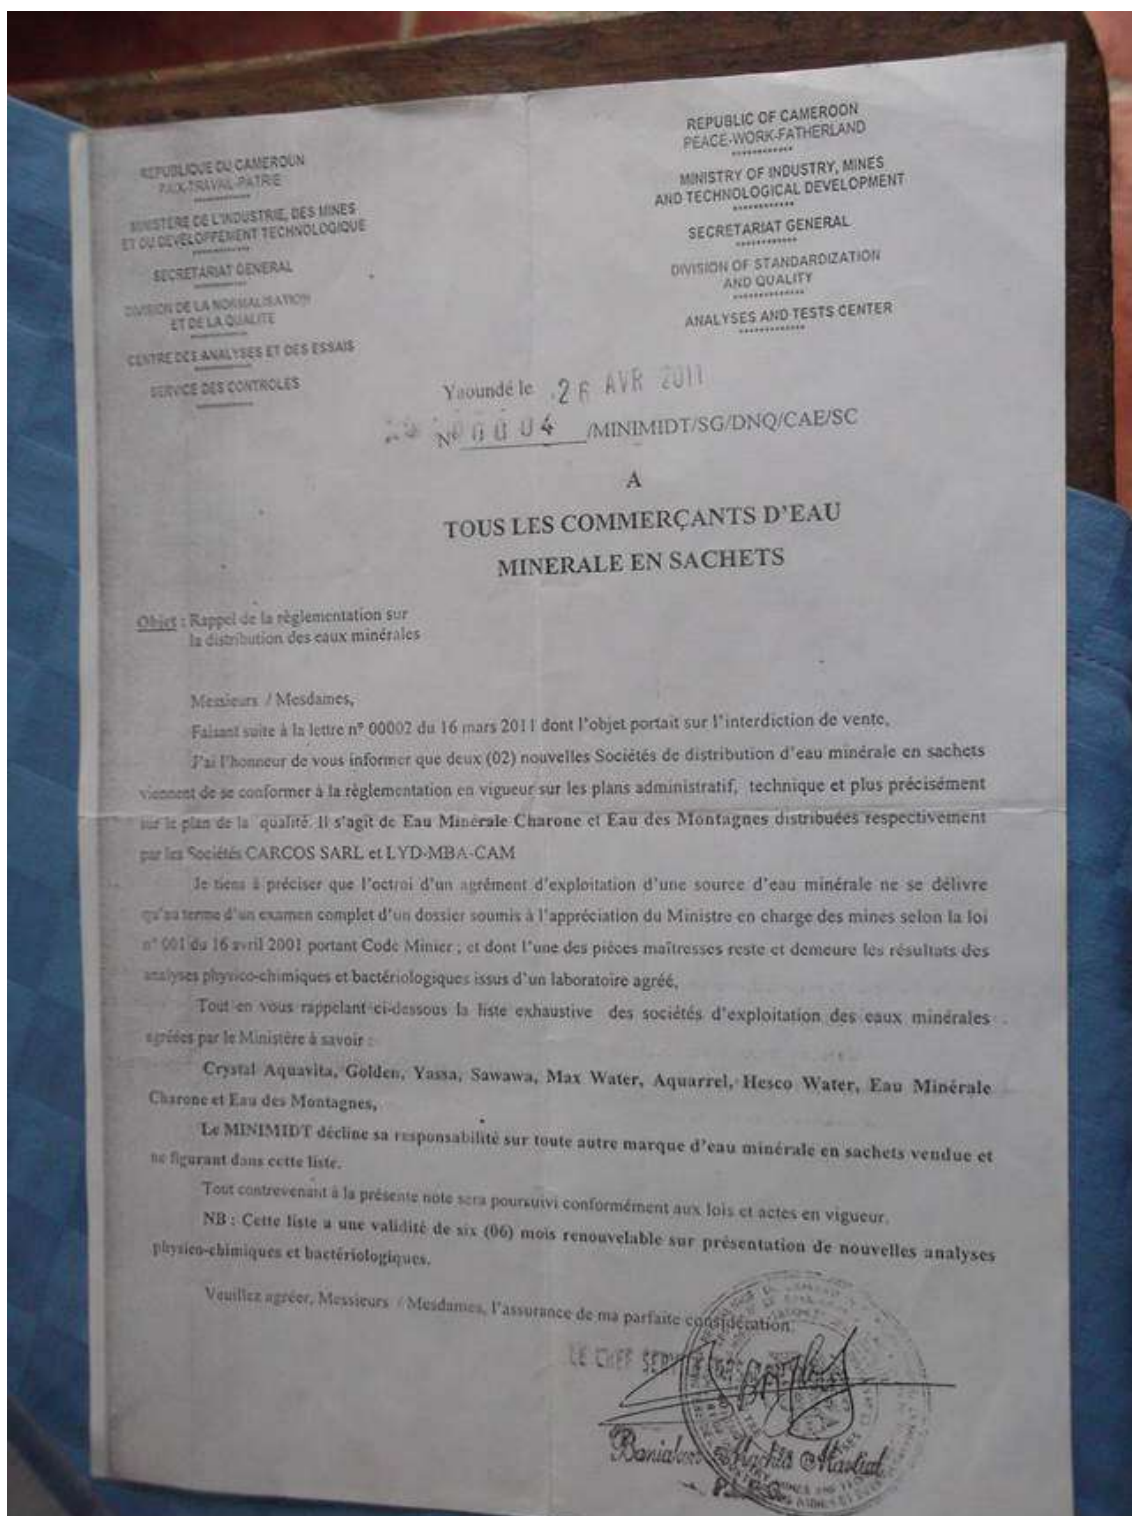 REPUBLIQUE DU CAMEROUN
PAIX-TRAVAIL-PATRIE
************
MINISTERE DE L'INDUSTRIE, DES MINES
ET DU DEVELOPPEMENT TECHNOLOGIQUE
************
SECRETARIAT GENERAL
************
DIVISION DE LA NORMALISATION
ET DE LA QUALITE
************
CENTRE DES ANALYSES ET DES ESSAIS
************
SERVICE DES CONTROLES
************
REPUBLIC OF CAMEROON
PEACE-WORK-FATHERLAND
************
MINISTRY OF INDUSTRY, MINES
AND TECHNOLOGICAL DEVELOPMENT
************
SECRETARIAT GENERAL
************
DIVISION OF STANDARDIZATION
AND QUALITY
************
ANALYSES AND TESTS CENTER
************
Yaoundé le 26 AVR 2011
N° 00004 /MINIMIDT/SG/DNQ/CAE/SC
A
TOUS LES COMMERÇANTS D'EAU
MINERALE EN SACHETS
Objet : Rappel de la règlementation sur
la distribution des eaux minérales
Messieurs / Mesdames,
Faisant suite à la lettre n° 00002 du 16 mars 2011 dont l'objet portait sur l'interdiction de vente,
J'ai l'honneur de vous informer que deux (02) nouvelles Sociétés de distribution d'eau minérale en sachets
viennent de se conformer à la règlementation en vigueur sur les plans administratif, technique et plus précisément
sur le plan de la qualité. Il s'agit de Eau Minérale Charone et Eau des Montagnes distribuées respectivement
par les Sociétés CARCOS SARL et LYD-MBA-CAM
Je tiens à préciser que l'octroi d'un agrément d'exploitation d'une source d'eau minérale ne se délivre
qu'au terme d'un examen complet d'un dossier soumis à l'appréciation du Ministre en charge des mines selon la loi
n° 001 du 16 avril 2001 portant Code Minier ; et dont l'une des pièces maîtresses reste et demeure les résultats des
analyses physico-chimiques et bactériologiques issus d'un laboratoire agréé,
Tout en vous rappelant ci-dessous la liste exhaustive des sociétés d'exploitation des eaux minérales
agréées par le Ministère à savoir :
Crystal Aquavita, Golden, Yassa, Sawawa, Max Water, Aquarrel, Hesco Water, Eau Minérale
Charone et Eau des Montagnes,
Le MINIMIDT décline sa responsabilité sur toute autre marque d'eau minérale en sachets vendue et
ne figurant dans cette liste.
Tout contrevenant à la présente note sera poursuivi conformément aux lois et actes en vigueur.
NB : Cette liste a une validité de six (06) mois renouvelable sur présentation de nouvelles analyses
physico-chimiques et bactériologiques.
Veuillez agréer, Messieurs / Mesdames, l'assurance de ma parfaite considération.
LE CHEF SERVICE
Martial